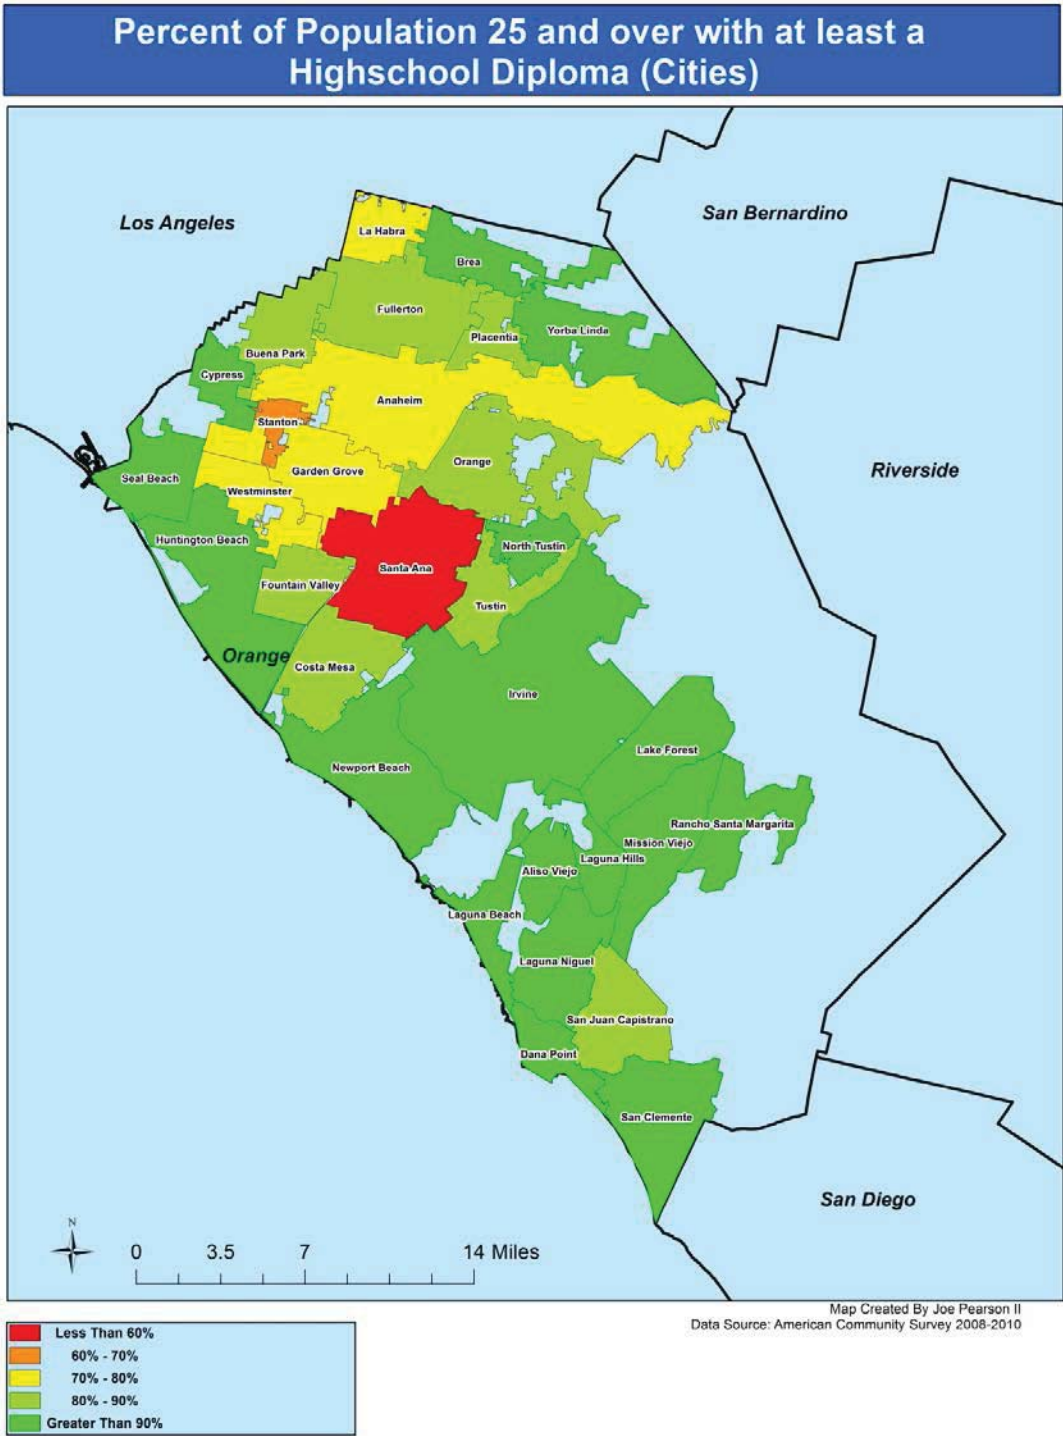 Percent of Population 25 and over with at least a
Highschool Diploma (Cities)
Los Angeles
San Bernardino
La Habra
Brea
Fullerton
Yorba Linda
Placentia
Buena Park
Cypress
Anaheim
Stanton
Orange
Garden Grove
Riverside
Seal Beach
Westminster
Huntington Beach
North Tustin
Santa Ana
Fountain Valley
Tustin
Orange
Costa Mesa
Irvine
Lake Forest
Newport Beach
Rancho Santa Margarita
Mission Viejo
Laguna Hills
Aliso Viejo
Laguna Beach
Laguna Niguel
San Juan Capistrano
Dana Point
San Clemente
San Diego
N
0 3.5 7 14 Miles
Map Created By Joe Pearson II
Data Source: American Community Survey 2008-2010
Less Than 60%
60% - 70%
70% - 80%
80% - 90%
Greater Than 90%